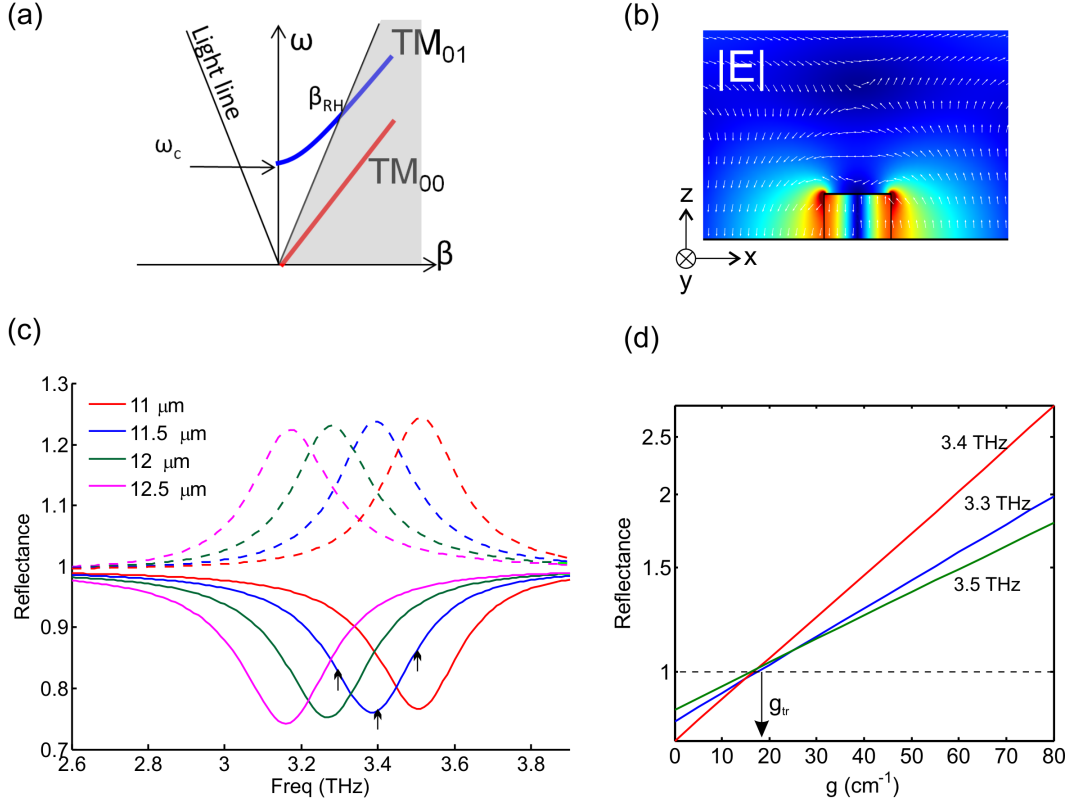 (a)
ω
Light line
TM01
βRH
ωc
TM00
β
(b)
|E|
z
x
y
(c)
1.3
1.2
1.1
1
0.9
0.8
0.7
Reflectance
11 μm
11.5 μm
12 μm
12.5 μm
2.6 2.8 3 3.2 3.4 3.6 3.8
Freq (THz)
(d)
2.5
2
1.5
1
Reflectance
3.4 THz
3.3 THz
3.5 THz
gtr
0 10 20 30 40 50 60 70 80
g (cm⁻¹)